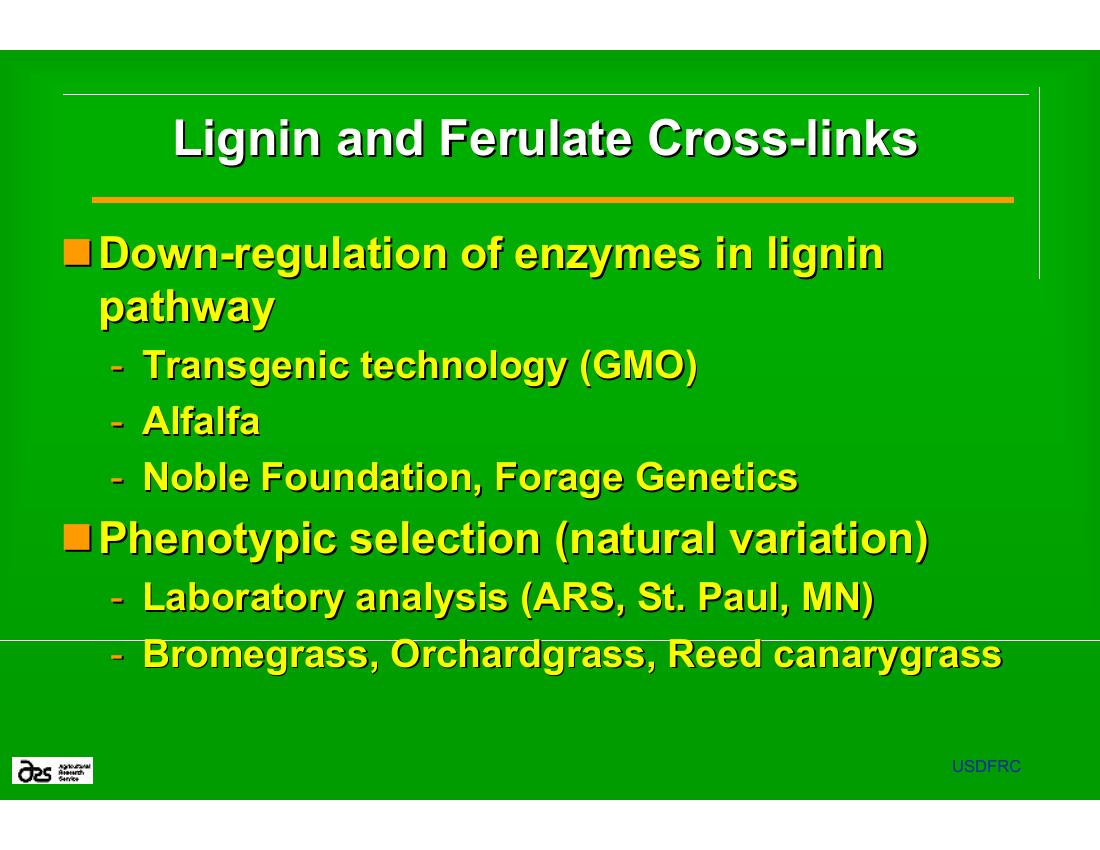 Lignin and Ferulate Cross-links
■ Down-regulation of enzymes in lignin
pathway
- Transgenic technology (GMO)
- Alfalfa
- Noble Foundation, Forage Genetics
■ Phenotypic selection (natural variation)
- Laboratory analysis (ARS, St. Paul, MN)
- Bromegrass, Orchardgrass, Reed canarygrass
ars
Agricultural
Research
Service
USDFRC